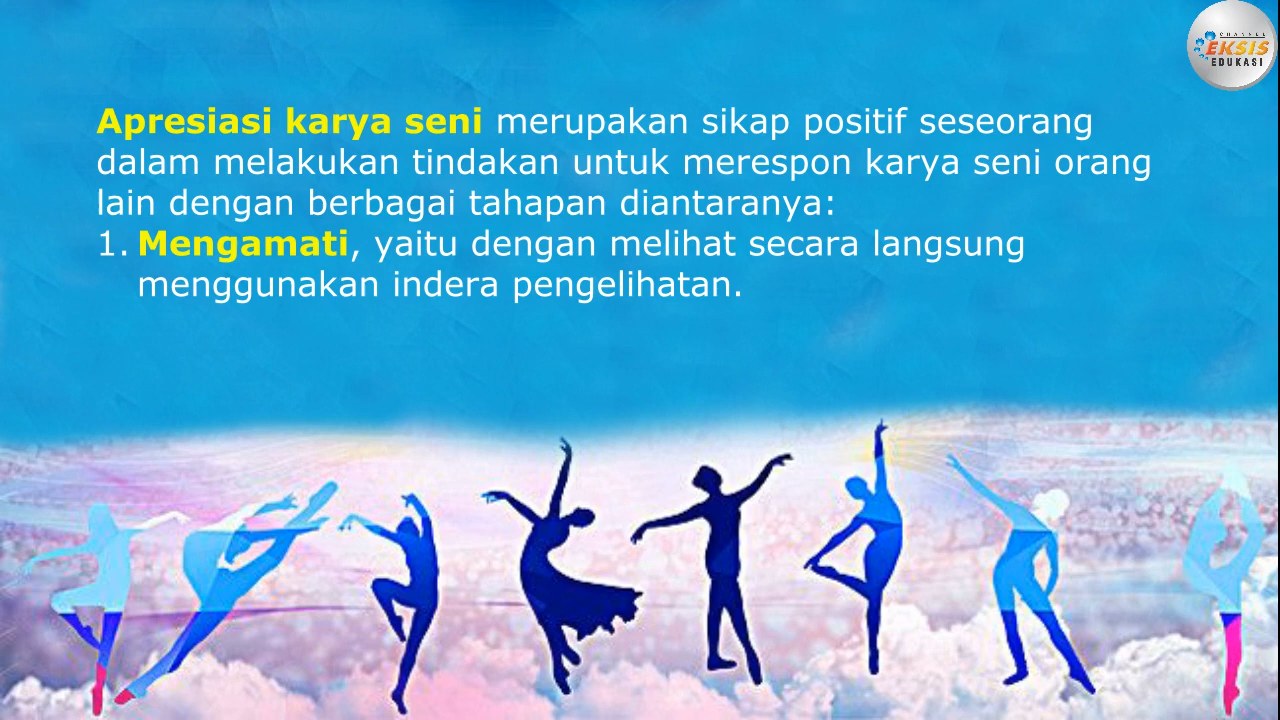 CHANNEL
EKSIS
EDUKASI
Apresiasi karya seni merupakan sikap positif seseorang
dalam melakukan tindakan untuk merespon karya seni orang
lain dengan berbagai tahapan diantaranya:
1. Mengamati, yaitu dengan melihat secara langsung
menggunakan indera pengelihatan.